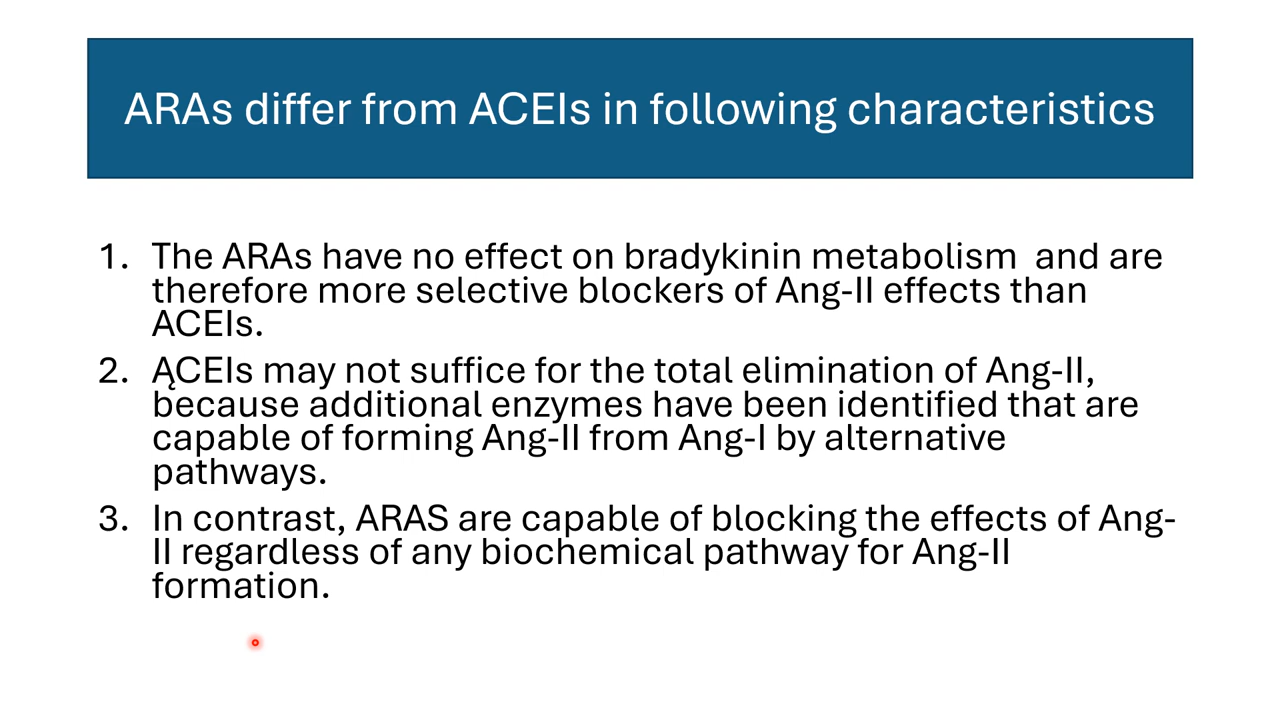 ARAs differ from ACEIs in following characteristics
1. The ARAs have no effect on bradykinin metabolism  and are
therefore more selective blockers of Ang-II effects than
ACEIs.
2. ĄCEIs may not suffice for the total elimination of Ang-II,
because additional enzymes have been identified that are
capable of forming Ang-II from Ang-I by alternative
pathways.
3. In contrast, ARAS are capable of blocking the effects of Ang-
II regardless of any biochemical pathway for Ang-II
formation.